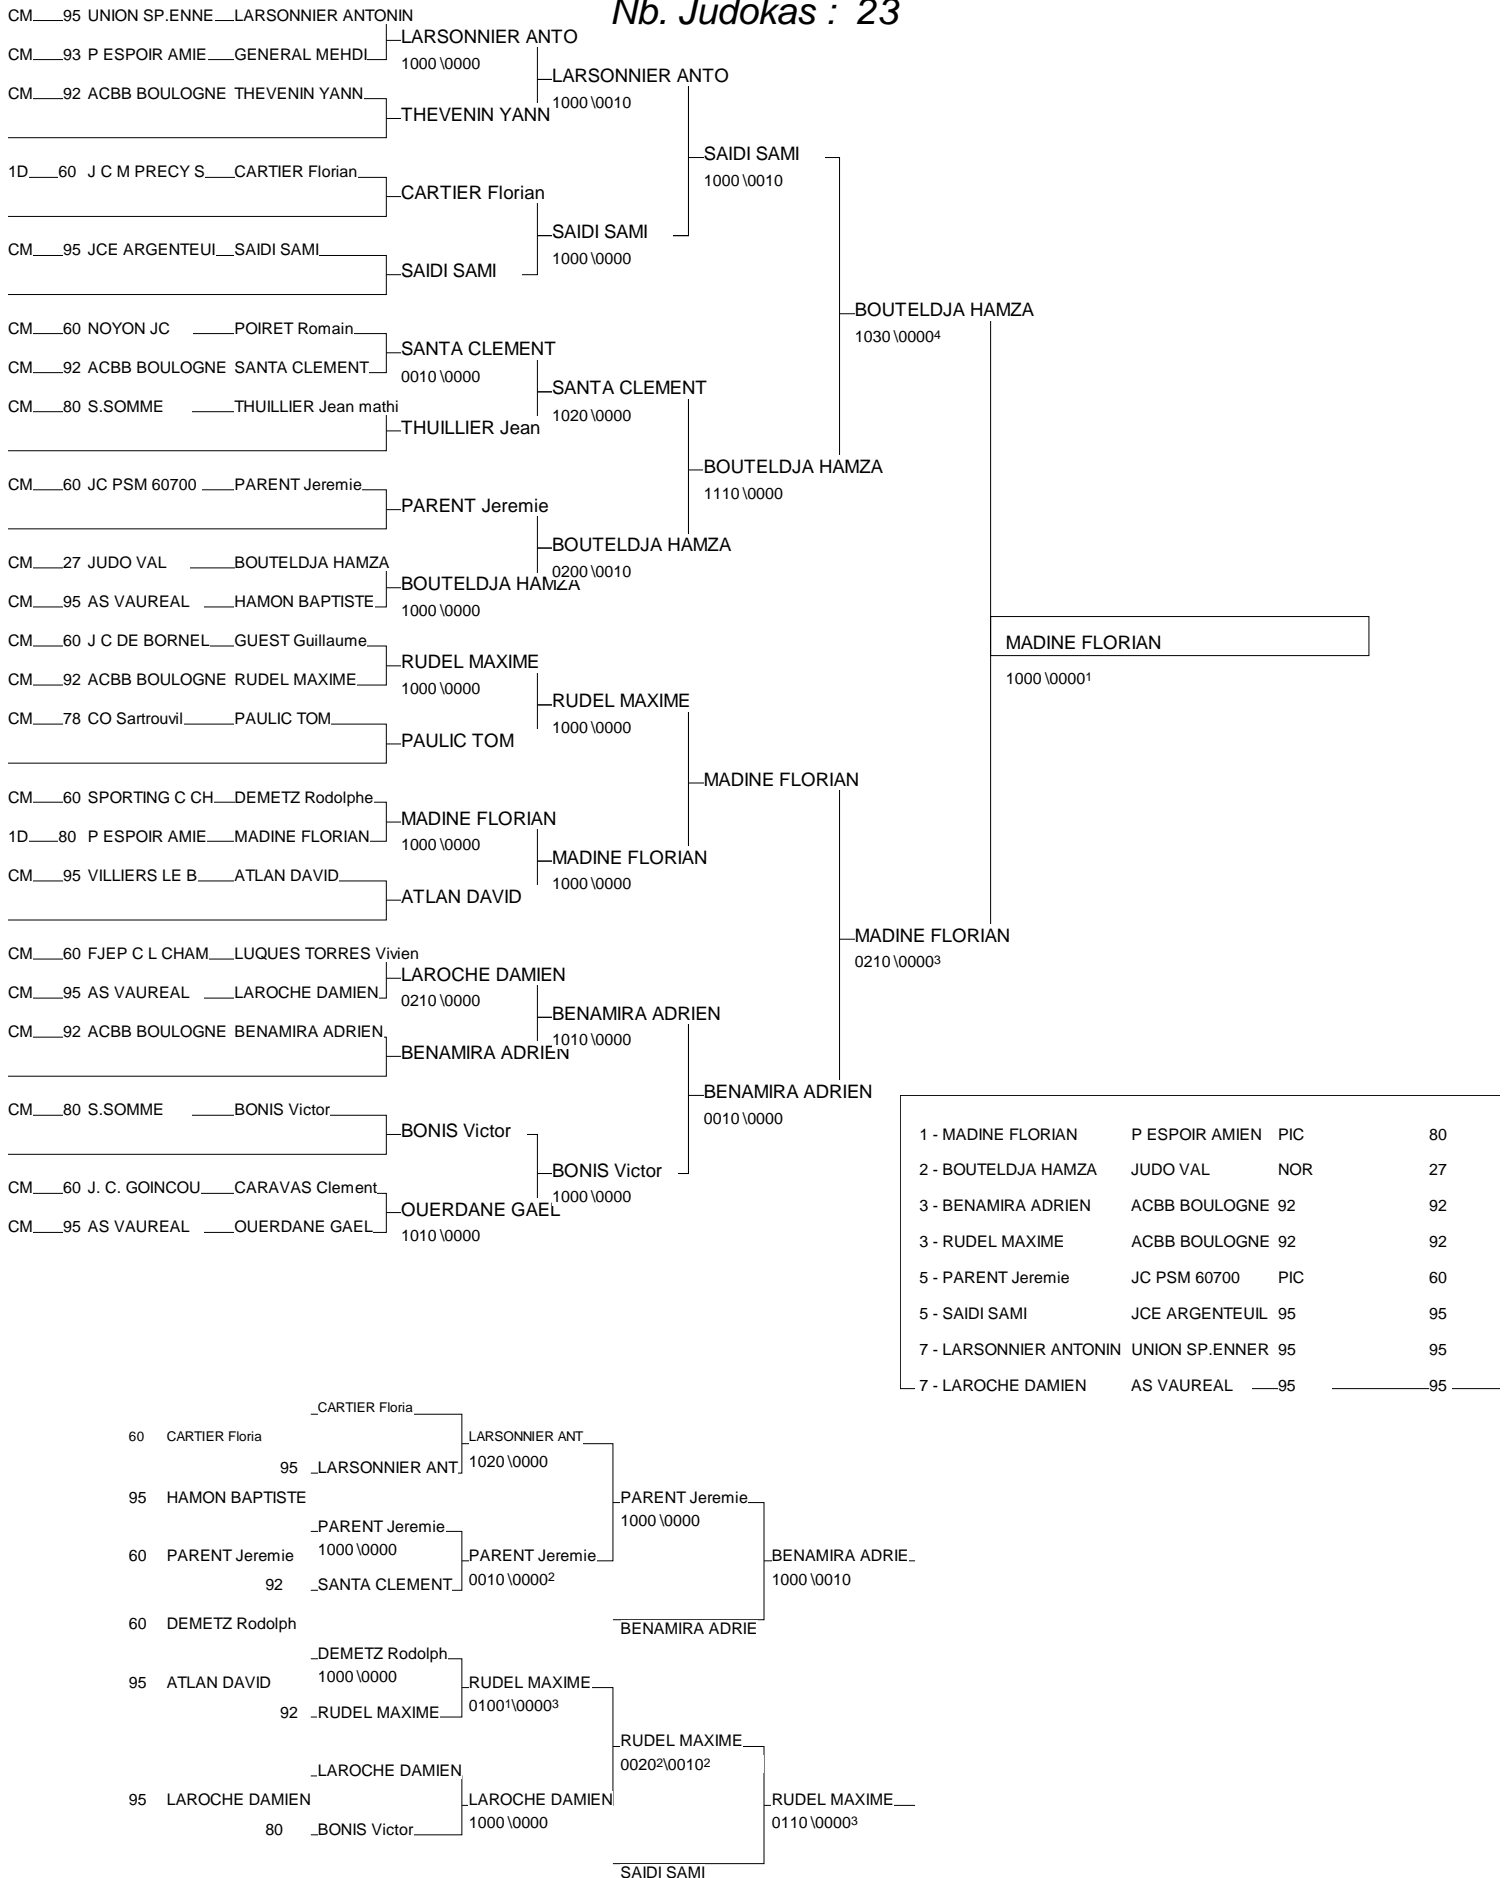 Nb. Judokas : 23
CM 95 UNION SP.ENNE LARSONNIER ANTONIN
LARSONNIER ANTO
CM 93 P ESPOIR AMIE GENERAL MEHDI
1000 \0000
LARSONNIER ANTO
CM 92 ACBB BOULOGNE THEVENIN YANN
1000 \0010
THEVENIN YANN
SAIDI SAMI
1D 60 J C M PRECY S CARTIER Florian
1000 \0010
CARTIER Florian
SAIDI SAMI
CM 95 JCE ARGENTEUI SAIDI SAMI
1000 \0000
SAIDI SAMI
BOUTELDJA HAMZA
CM 60 NOYON JC POIRET Romain
1030 \00004
SANTA CLEMENT
CM 92 ACBB BOULOGNE SANTA CLEMENT
0010 \0000
SANTA CLEMENT
CM 80 S.SOMME THUILLIER Jean mathi
1020 \0000
THUILLIER Jean
BOUTELDJA HAMZA
CM 60 JC PSM 60700 PARENT Jeremie
1110 \0000
PARENT Jeremie
BOUTELDJA HAMZA
CM 27 JUDO VAL BOUTELDJA HAMZA
0200 \0010
BOUTELDJA HAMZA
CM 95 AS VAUREAL HAMON BAPTISTE
1000 \0000
CM 60 J C DE BORNEL GUEST Guillaume
MADINE FLORIAN
RUDEL MAXIME
CM 92 ACBB BOULOGNE RUDEL MAXIME
1000 \00001
1000 \0000
RUDEL MAXIME
CM 78 CO Sartrouvil PAULIC TOM
1000 \0000
PAULIC TOM
MADINE FLORIAN
CM 60 SPORTING C CH DEMETZ Rodolphe
MADINE FLORIAN
1D 80 P ESPOIR AMIE MADINE FLORIAN
1000 \0000
MADINE FLORIAN
CM 95 VILLIERS LE B ATLAN DAVID
1000 \0000
ATLAN DAVID
MADINE FLORIAN
CM 60 FJEP C L CHAM LUQUES TORRES Vivien
0210 \00003
LAROCHE DAMIEN
CM 95 AS VAUREAL LAROCHE DAMIEN
0210 \0000
BENAMIRA ADRIEN
CM 92 ACBB BOULOGNE BENAMIRA ADRIEN
1010 \0000
BENAMIRA ADRIEN
BENAMIRA ADRIEN
CM 80 S.SOMME BONIS Victor
0010 \0000
BONIS Victor
BONIS Victor
CM 60 J. C. GOINCOU CARAVAS Clement
1000 \0000
OUERDANE GAEL
CM 95 AS VAUREAL OUERDANE GAEL
1010 \0000
1 - MADINE FLORIAN P ESPOIR AMIEN PIC 80
2 - BOUTELDJA HAMZA JUDO VAL NOR 27
3 - BENAMIRA ADRIEN ACBB BOULOGNE 92 92
3 - RUDEL MAXIME ACBB BOULOGNE 92 92
5 - PARENT Jeremie JC PSM 60700 PIC 60
5 - SAIDI SAMI JCE ARGENTEUIL 95 95
7 - LARSONNIER ANTONIN UNION SP.ENNER 95 95
7 - LAROCHE DAMIEN AS VAUREAL 95 95
CARTIER Floria
60 CARTIER Floria
LARSONNIER ANT
1020 \0000
95 LARSONNIER ANT
95 HAMON BAPTISTE
PARENT Jeremie
1000 \0000
PARENT Jeremie
1000 \0000
60 PARENT Jeremie
PARENT Jeremie
0010 \00002
BENAMIRA ADRIE
1000 \0010
92 SANTA CLEMENT
60 DEMETZ Rodolph
BENAMIRA ADRIE
DEMETZ Rodolph
1000 \0000
95 ATLAN DAVID
RUDEL MAXIME
01001\00003
92 RUDEL MAXIME
RUDEL MAXIME
00202\00102
LAROCHE DAMIEN
95 LAROCHE DAMIEN
LAROCHE DAMIEN
1000 \0000
RUDEL MAXIME
0110 \00003
80 BONIS Victor
SAIDI SAMI